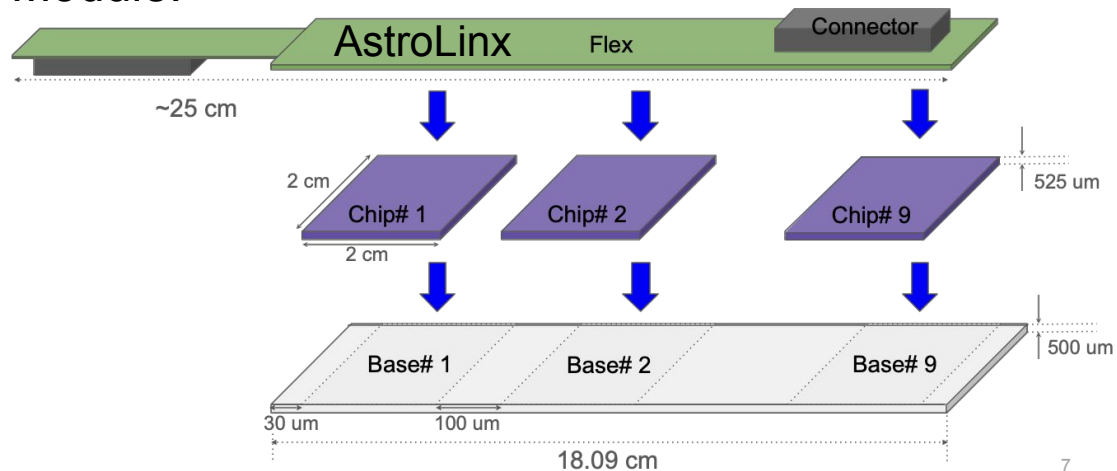 AstroLinx Flex Connector
~25 cm
2 cm
Chip# 1 Chip# 2 Chip# 9
525 um
2 cm
Base# 1 Base# 2 Base# 9
500 um
30 um 100 um
18.09 cm
7